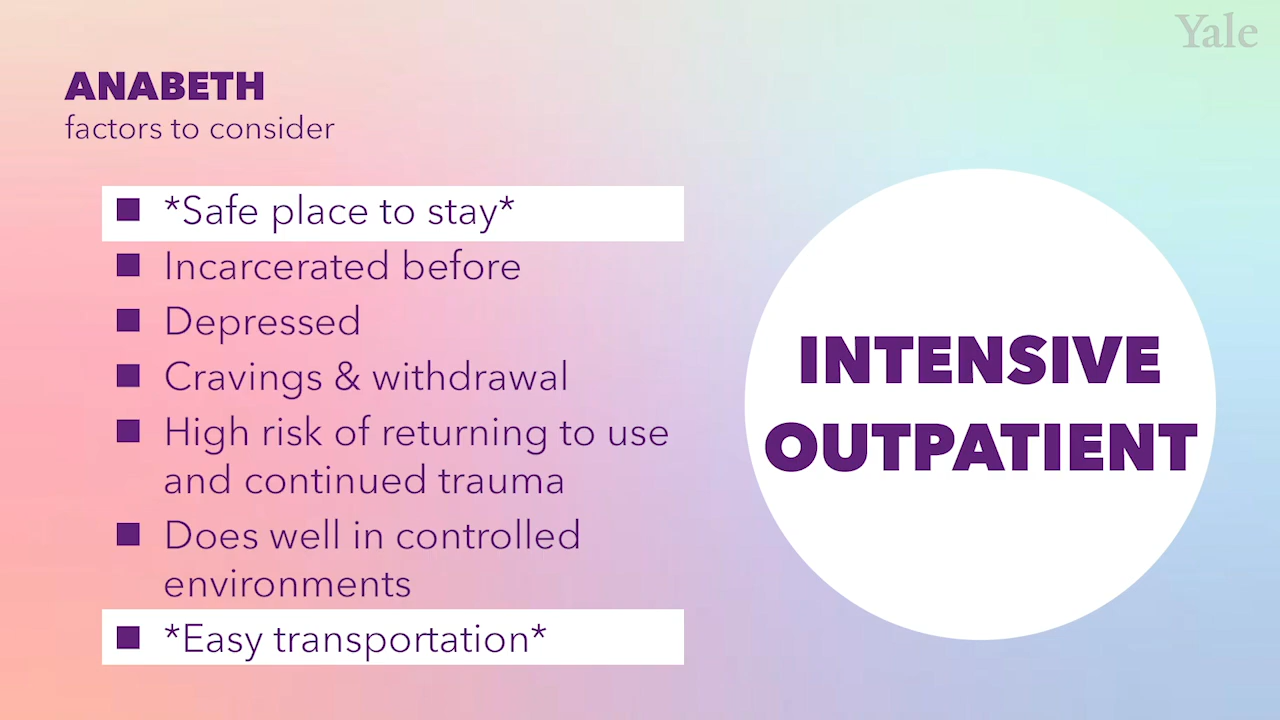 Yale
ANABETH
factors to consider
■ *Safe place to stay*
■ Incarcerated before
■ Depressed
■ Cravings & withdrawal
■ High risk of returning to use
and continued trauma
■ Does well in controlled
environments
■ *Easy transportation*
INTENSIVE
OUTPATIENT